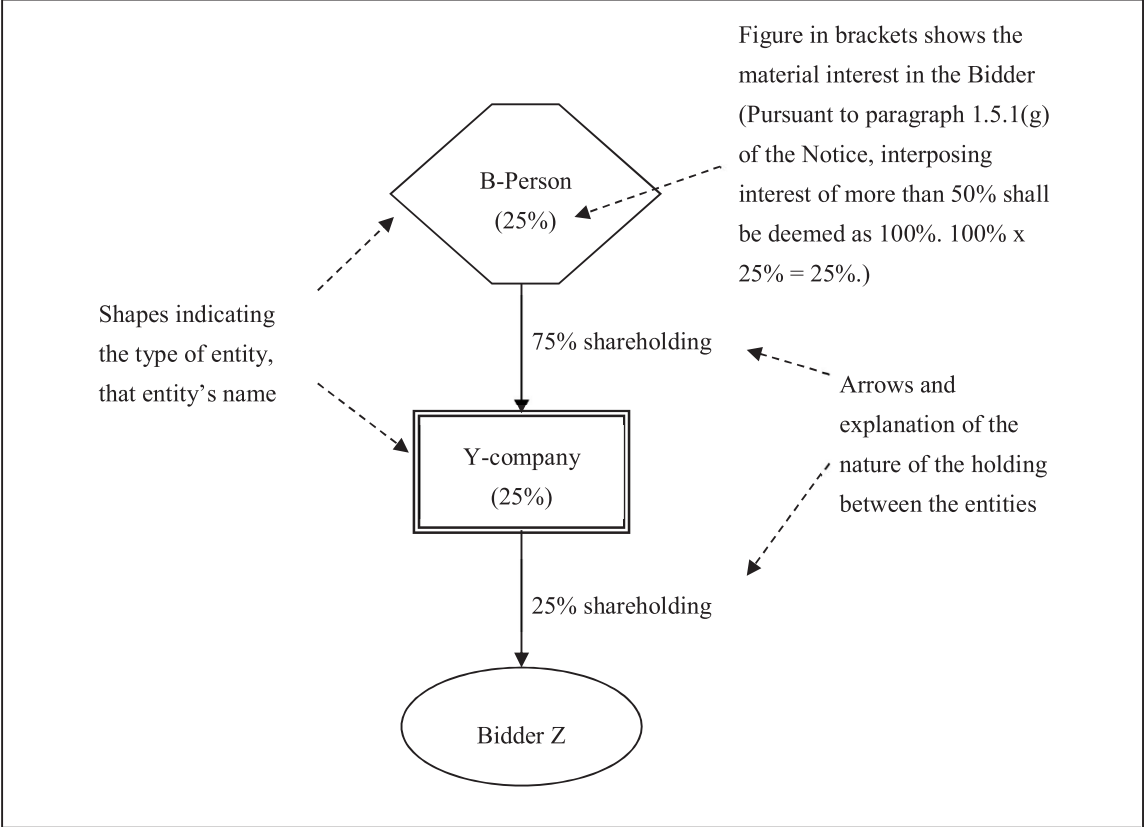 Figure in brackets shows the
material interest in the Bidder
(Pursuant to paragraph 1.5.1(g)
of the Notice, interposing
interest of more than 50% shall
be deemed as 100%. 100% x
25% = 25%.)
B-Person
(25%)
Shapes indicating
the type of entity,
that entity’s name
75% shareholding
Arrows and
explanation of the
nature of the holding
between the entities
Y-company
(25%)
25% shareholding
Bidder Z